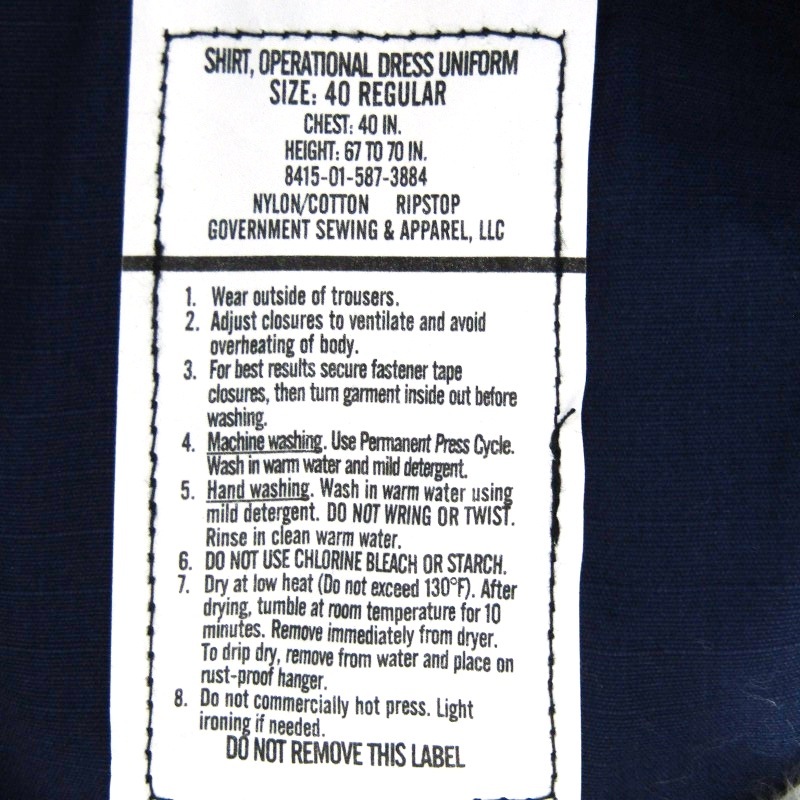 SHIRT, OPERATIONAL DRESS UNIFORM
SIZE: 40 REGULAR
CHEST: 40 IN.
HEIGHT: 67 TO 70 IN.
8415-01-587-3884
NYLON/COTTON RIPSTOP
GOVERNMENT SEWING & APPAREL, LLC
1. Wear outside of trousers.
2. Adjust closures to ventilate and avoid
overheating of body.
3. For best results secure fastener tape
closures, then turn garment inside out before
washing.
4. Machine washing. Use Permanent Press Cycle.
Wash in warm water and mild detergent.
5. Hand washing. Wash in warm water using
mild detergent. DO NOT WRING OR TWIST.
Rinse in clean warm water.
6. DO NOT USE CHLORINE BLEACH OR STARCH.
7. Dry at low heat (Do not exceed 130°F). After
drying, tumble at room temperature for 10
minutes. Remove immediately from dryer.
To drip dry, remove from water and place on
rust-proof hanger.
8. Do not commercially hot press. Light
ironing if needed.
DO NOT REMOVE THIS LABEL